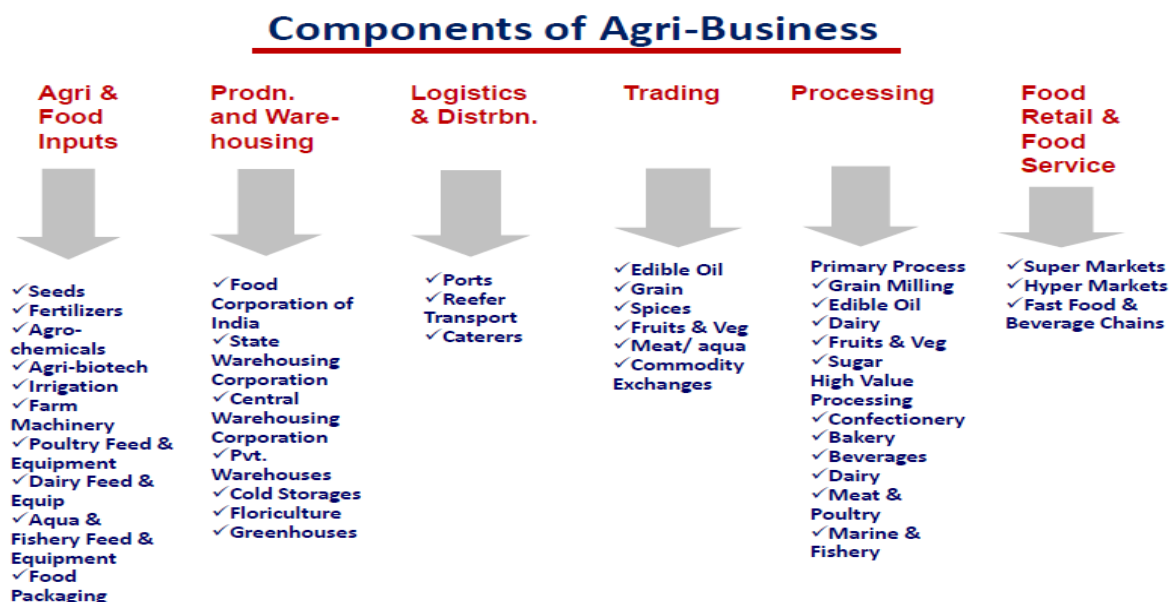 Components of Agri-Business
Agri &
Food
Inputs
✓Seeds
✓Fertilizers
✓Agro-
chemicals
✓Agri-biotech
✓Irrigation
✓Farm
Machinery
✓Poultry Feed &
Equipment
✓Dairy Feed &
Equip
✓Aqua &
Fishery Feed &
Equipment
✓Food
Packaging
Prodn.
and Ware-
housing
✓Food
Corporation of
India
✓State
Warehousing
Corporation
✓Central
Warehousing
Corporation
✓Pvt.
Warehouses
✓Cold Storages
✓Floriculture
✓Greenhouses
Logistics
& Distrbn.
✓Ports
✓Reefer
Transport
✓Caterers
Trading
✓Edible Oil
✓Grain
✓Spices
✓Fruits & Veg
✓Meat/ aqua
✓Commodity
Exchanges
Processing
Primary Process
✓Grain Milling
✓Edible Oil
✓Dairy
✓Fruits & Veg
✓Sugar
High Value
Processing
✓Confectionery
✓Bakery
✓Beverages
✓Dairy
✓Meat &
Poultry
✓Marine &
Fishery
Food
Retail &
Food
Service
✓Super Markets
✓Hyper Markets
✓Fast Food &
Beverage Chains